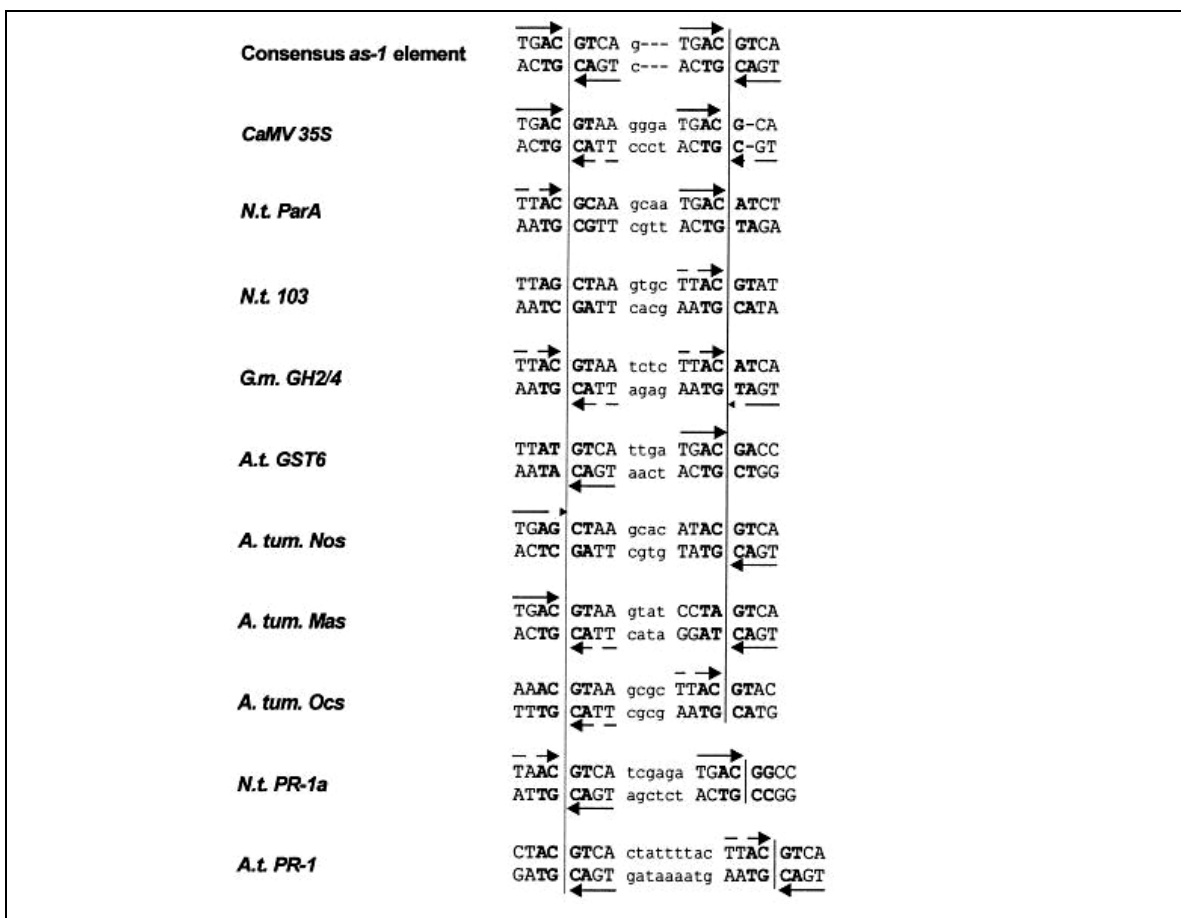 TGAC GTCA g--- TGAC GTCA
Consensus as-1 element
ACTG CAGT c--- ACTG CAGT
TGAC GTAA ggga TGAC G-CA
CaMV 35S
ACTG CATT ccct ACTG C-GT
TTAC GCAA gcaa TGAC ATCT
N.t. ParA
AATG CGTT cgtt ACTG TAGA
TTAG CTAA gtgc TTAC GTAT
N.t. 103
AATC GATT cacg AATG CATA
TTAC GTAA tctc TTAC ATCA
G.m. GH2/4
AATG CATT agag AATG TAGT
TTAT GTCA ttga TGAC GACC
A.t. GST6
AATA CAGT aact ACTG CTGG
TGAG CTAA gcac ATAC GTCA
A. tum. Nos
ACTC GATT cgtg TATG CAGT
TGAC GTAA gtat CCTA GTCA
A. tum. Mas
ACTG CATT cata GGAT CAGT
AAAC GTAA gcgc TTAC GTAC
A. tum. Ocs
TTTG CATT cgcg AATG CATG
TAAC GTCA tcgaga TGAC GGCC
N.t. PR-1a
ATTG CAGT agctct ACTG CCGG
CTAC GTCA ctattttac TTAC GTCA
A.t. PR-1
GATG CAGT gataaaatg AATG CAGT